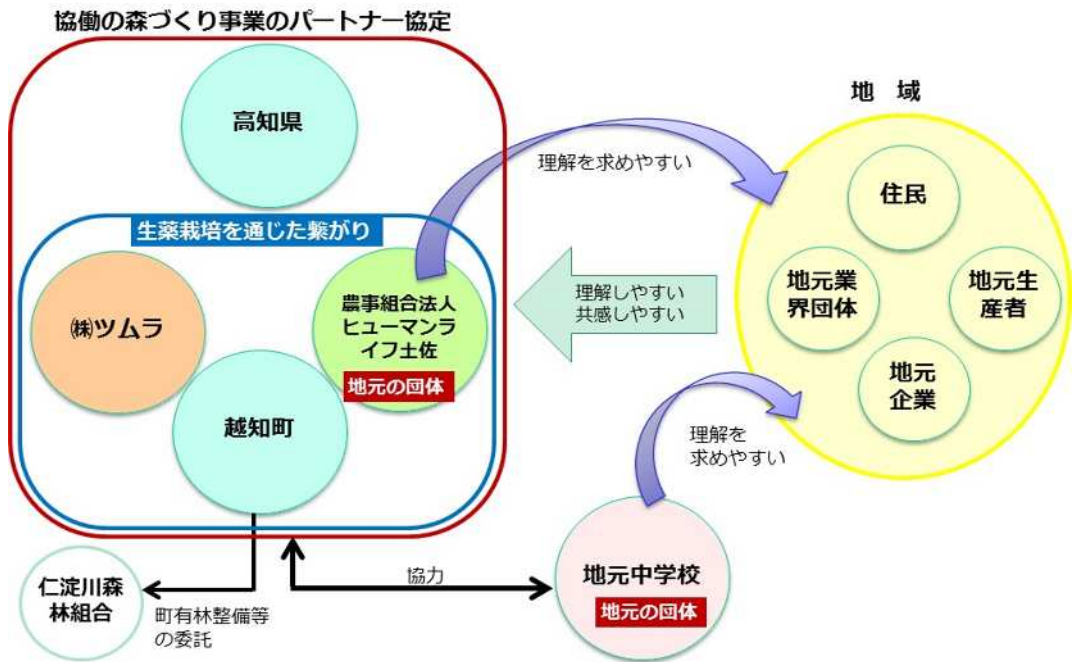 協働の森づくり事業のパートナー協定
高知県
生薬栽培を通じた繋がり
㈱ツムラ
農事組合法人
ヒューマンラ
イフ土佐
地元の団体
越知町
理解を求めやすい
理解しやすい
共感しやすい
地　域
住民
地元業
界団体
地元生
産者
地元
企業
理解を
求めやすい
仁淀川森
林組合
町有林整備等
の委託
協力
地元中学校
地元の団体